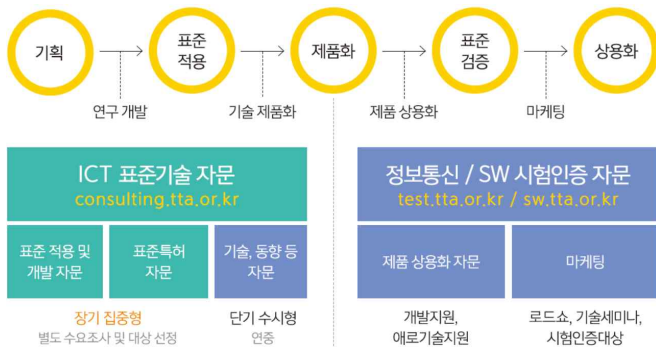 기획
표준
적용
제품화
표준
검증
상용화
연구 개발
기술 제품화
제품 상용화
마케팅
ICT 표준기술 자문
consulting.tta.or.kr
정보통신 / SW 시험인증 자문
test.tta.or.kr / sw.tta.or.kr
표준 적용 및
개발 자문
표준특허
자문
기술, 동향 등
자문
제품 상용화 자문
마케팅
장기 집중형
별도 수요조사 및 대상 선정
단기 수시형
연중
개발지원,
애로기술지원
로드쇼, 기술세미나,
시험인증대상